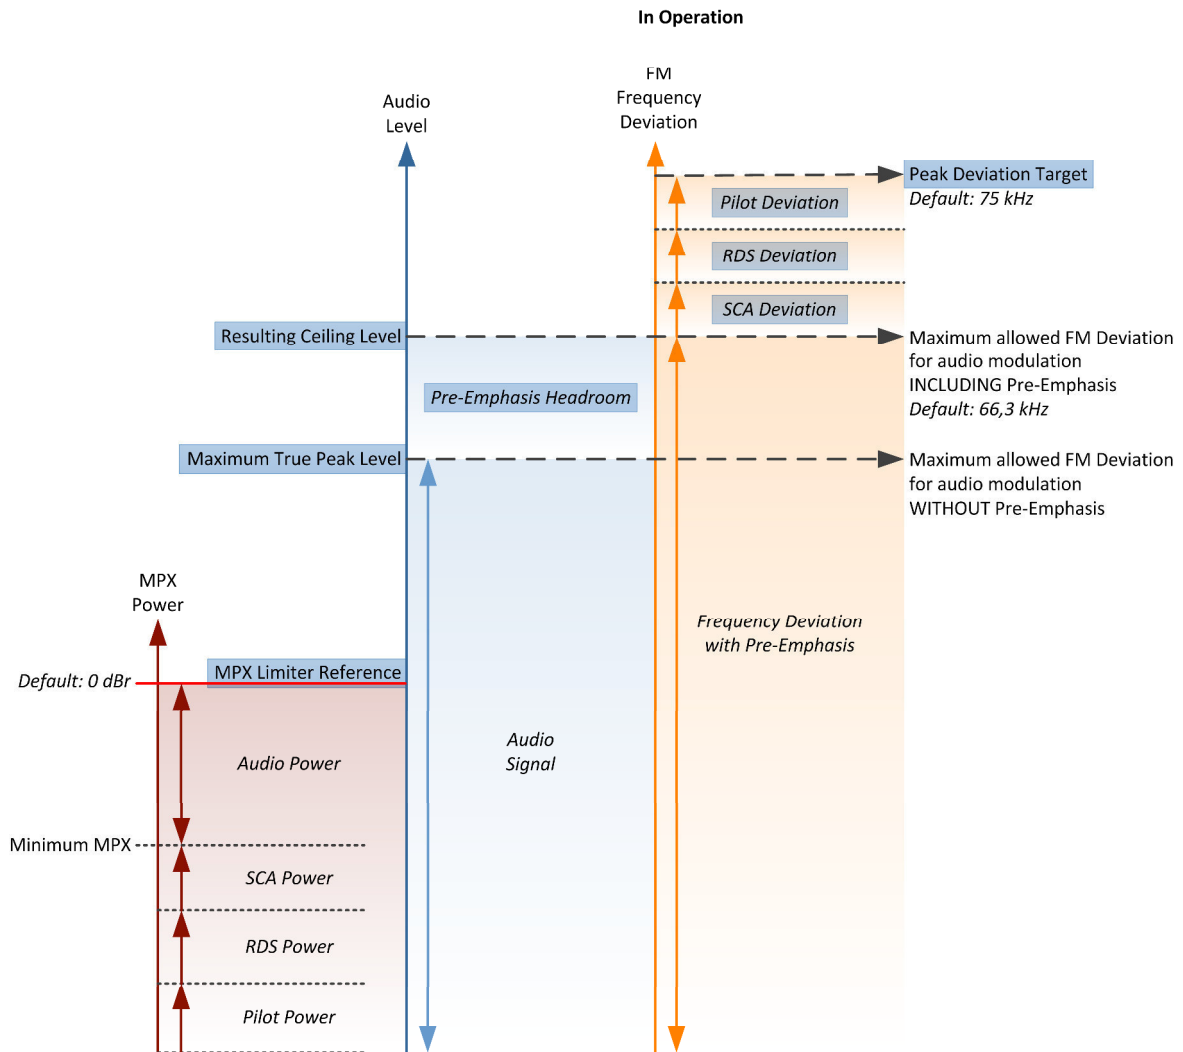 In Operation
FM
Frequency
Deviation
Audio
Level
Peak Deviation Target
Default: 75 kHz
Pilot Deviation
RDS Deviation
SCA Deviation
Resulting Ceiling Level
Maximum allowed FM Deviation
for audio modulation
INCLUDING Pre-Emphasis
Default: 66,3 kHz
Pre-Emphasis Headroom
Maximum True Peak Level
Maximum allowed FM Deviation
for audio modulation
WITHOUT Pre-Emphasis
MPX
Power
Frequency Deviation
with Pre-Emphasis
MPX Limiter Reference
Default: 0 dBr
Audio
Signal
Audio Power
Minimum MPX
SCA Power
RDS Power
Pilot Power